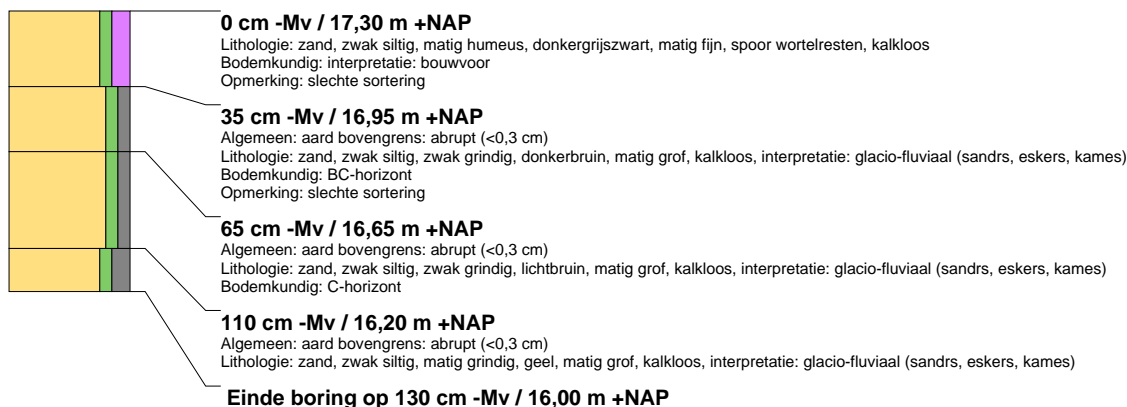 0 cm -Mv / 17,30 m +NAP
Lithologie: zand, zwak siltig, matig humeus, donkergrijszwart, matig fijn, spoor wortelresten, kalkloos
Bodemkundig: interpretatie: bouwvoor
Opmerking: slechte sortering
35 cm -Mv / 16,95 m +NAP
Algemeen: aard bovengrens: abrupt (<0,3 cm)
Lithologie: zand, zwak siltig, zwak grindig, donkerbruin, matig grof, kalkloos, interpretatie: glacio-fluviaal (sandrs, eskers, kames)
Bodemkundig: BC-horizont
Opmerking: slechte sortering
65 cm -Mv / 16,65 m +NAP
Algemeen: aard bovengrens: abrupt (<0,3 cm)
Lithologie: zand, zwak siltig, zwak grindig, lichtbruin, matig grof, kalkloos, interpretatie: glacio-fluviaal (sandrs, eskers, kames)
Bodemkundig: C-horizont
110 cm -Mv / 16,20 m +NAP
Algemeen: aard bovengrens: abrupt (<0,3 cm)
Lithologie: zand, zwak siltig, matig grindig, geel, matig grof, kalkloos, interpretatie: glacio-fluviaal (sandrs, eskers, kames)
Einde boring op 130 cm -Mv / 16,00 m +NAP